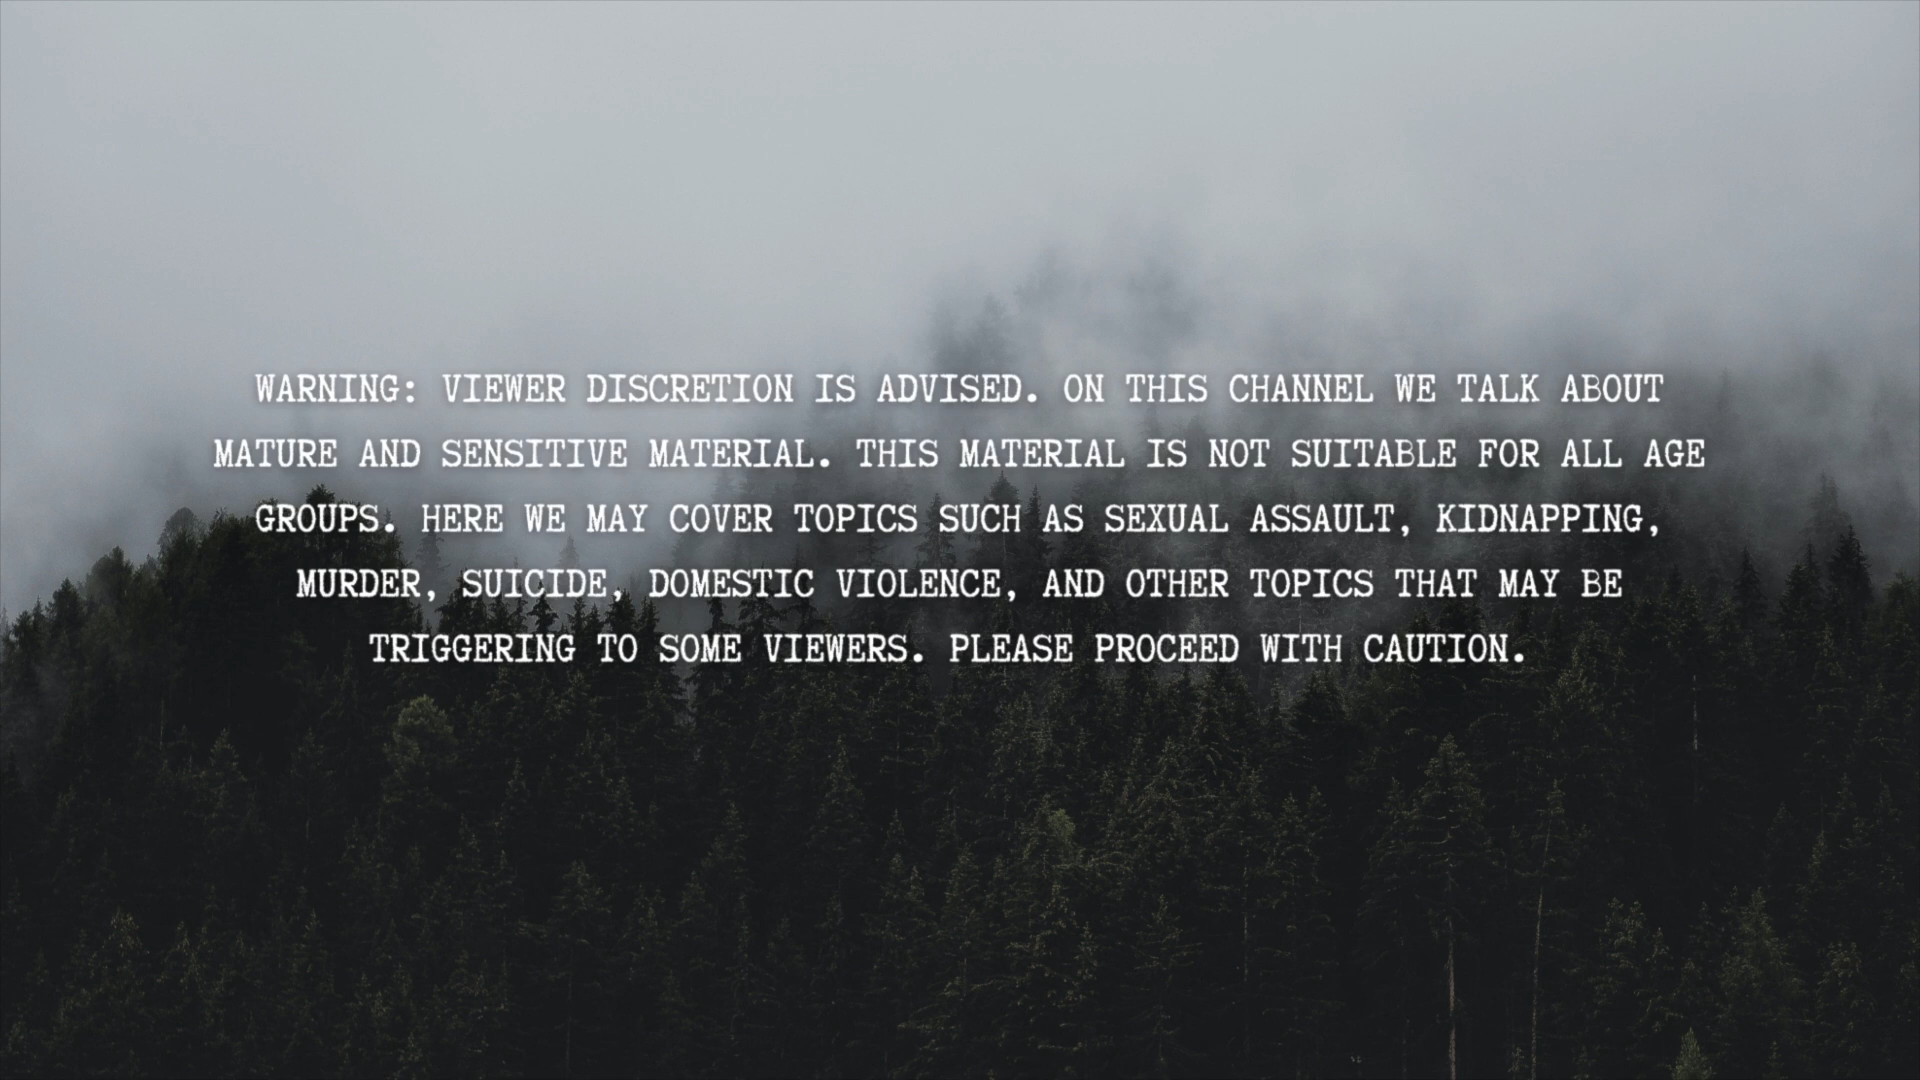 WARNING: VIEWER DISCRETION IS ADVISED. ON THIS CHANNEL WE TALK ABOUT
MATURE AND SENSITIVE MATERIAL. THIS MATERIAL IS NOT SUITABLE FOR ALL AGE
GROUPS. HERE WE MAY COVER TOPICS SUCH AS SEXUAL ASSAULT, KIDNAPPING,
MURDER, SUICIDE, DOMESTIC VIOLENCE, AND OTHER TOPICS THAT MAY BE
TRIGGERING TO SOME VIEWERS. PLEASE PROCEED WITH CAUTION.